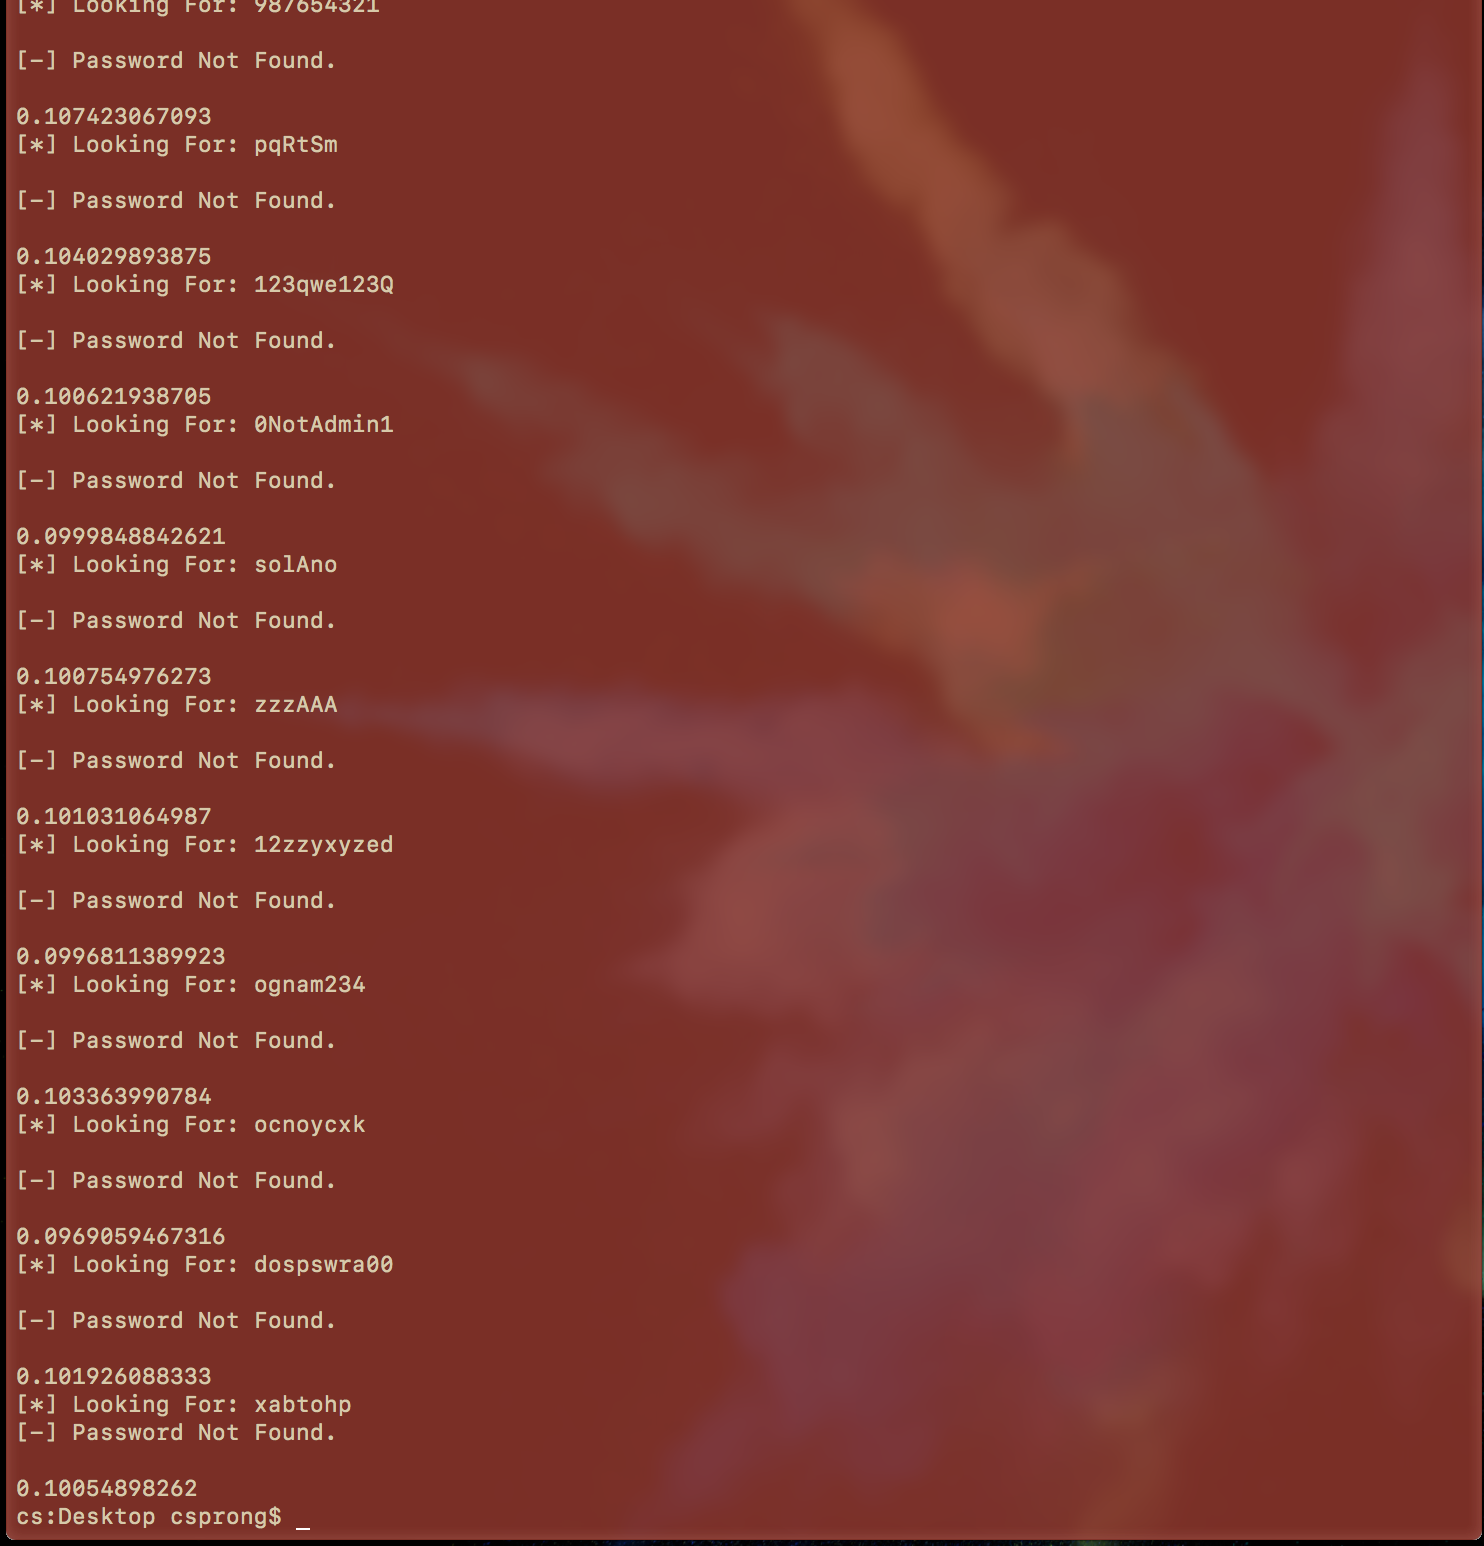 [*] Looking For: 987654321
[-] Password Not Found.
0.107423067093
[*] Looking For: pqRtSm
[-] Password Not Found.
0.104029893875
[*] Looking For: 123qwe123Q
[-] Password Not Found.
0.100621938705
[*] Looking For: 0NotAdmin1
[-] Password Not Found.
0.0999848842621
[*] Looking For: solAno
[-] Password Not Found.
0.100754976273
[*] Looking For: zzzAAA
[-] Password Not Found.
0.101031064987
[*] Looking For: 12zzyxyzed
[-] Password Not Found.
0.0996811389923
[*] Looking For: ognam234
[-] Password Not Found.
0.103363990784
[*] Looking For: ocnoycxk
[-] Password Not Found.
0.0969059467316
[*] Looking For: dospswra00
[-] Password Not Found.
0.101926088333
[*] Looking For: xabtohp
[-] Password Not Found.
0.10054898262
cs:Desktop csprong$ _